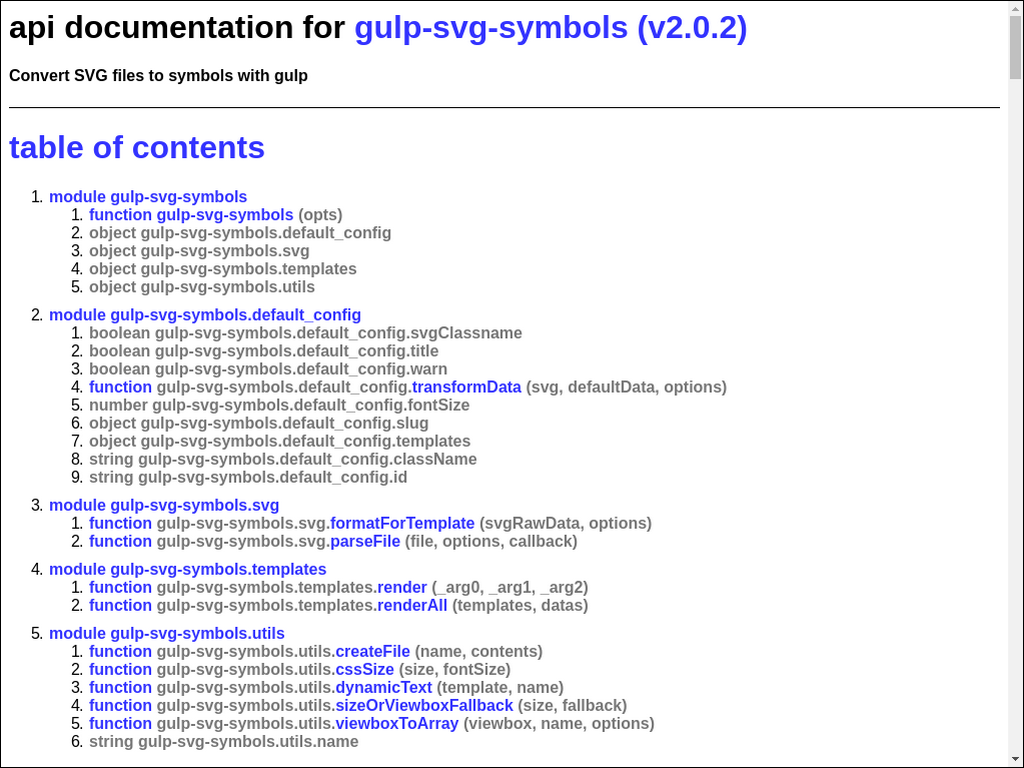 api documentation for gulp-svg-symbols (v2.0.2)
Convert SVG files to symbols with gulp
table of contents
1. module gulp-svg-symbols
1. function gulp-svg-symbols (opts)
2. object gulp-svg-symbols.default_config
3. object gulp-svg-symbols.svg
4. object gulp-svg-symbols.templates
5. object gulp-svg-symbols.utils
2. module gulp-svg-symbols.default_config
1. boolean gulp-svg-symbols.default_config.svgClassname
2. boolean gulp-svg-symbols.default_config.title
3. boolean gulp-svg-symbols.default_config.warn
4. function gulp-svg-symbols.default_config.transformData (svg, defaultData, options)
5. number gulp-svg-symbols.default_config.fontSize
6. object gulp-svg-symbols.default_config.slug
7. object gulp-svg-symbols.default_config.templates
8. string gulp-svg-symbols.default_config.className
9. string gulp-svg-symbols.default_config.id
3. module gulp-svg-symbols.svg
1. function gulp-svg-symbols.svg.formatForTemplate (svgRawData, options)
2. function gulp-svg-symbols.svg.parseFile (file, options, callback)
4. module gulp-svg-symbols.templates
1. function gulp-svg-symbols.templates.render (_arg0, _arg1, _arg2)
2. function gulp-svg-symbols.templates.renderAll (templates, datas)
5. module gulp-svg-symbols.utils
1. function gulp-svg-symbols.utils.createFile (name, contents)
2. function gulp-svg-symbols.utils.cssSize (size, fontSize)
3. function gulp-svg-symbols.utils.dynamicText (template, name)
4. function gulp-svg-symbols.utils.sizeOrViewboxFallback (size, fallback)
5. function gulp-svg-symbols.utils.viewboxToArray (viewbox, name, options)
6. string gulp-svg-symbols.utils.name